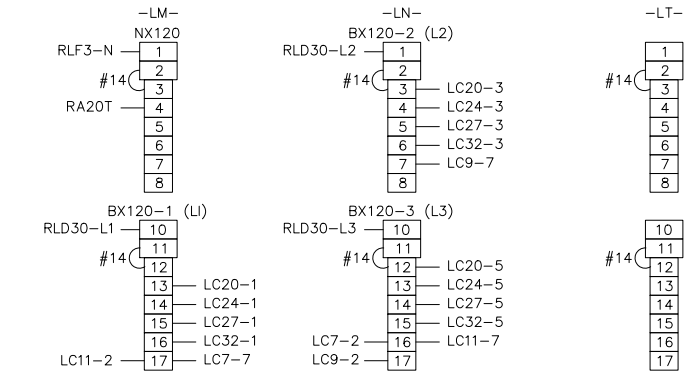 -LM- -LN- -LT-
NX120 BX120-2 (L2)
RLF3-N 1 RLD30-L2 1 1
2 2 2
#14 #14 #14
3 3 LC20-3 3
RA20T 4 4 LC24-3 4
5 5 LC27-3 5
6 6 LC32-3 6
7 7 LC9-7 7
8 8 8
BX120-1 (L1) BX120-3 (L3)
RLD30-L1 10 RLD30-L3 10 10
11 11 11
#14 #14 #14
12 12 LC20-5 12
13 LC20-1 13 LC24-5 13
14 LC24-1 14 LC27-5 14
15 LC27-1 15 LC32-5 15
16 LC32-1 LC7-2 16 LC11-7 16
LC11-2 17 LC7-7 LC9-2 17 17